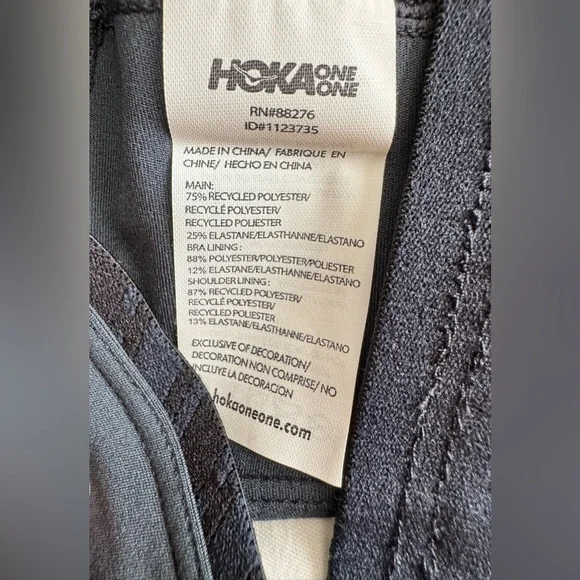 HOKA ONE ONE
RN#88276
ID#1123735
MADE IN CHINA/ FABRIQUE EN
CHINE/ HECHO EN CHINA
MAIN:
75% RECYCLED POLYESTER/
RECYCLÉ POLYESTER/
RECYCLED POLIESTER
25% ELASTANE/ELASTHANNE/ELASTANO
BRA LINING :
88% POLYESTER/POLYESTER/POLIESTER
12% ELASTANE/ELASTHANNE/ELASTANO
SHOULDER LINING :
87% RECYCLED POLYESTER/
RECYCLÉ POLYESTER/
RECYCLED POLIESTER
13% ELASTANE/ELASTHANNE/ELASTANO
EXCLUSIVE OF DECORATION/
DECORATION NON COMPRISE/ NO
INCLUYE LA DECORACION
hokaoneone.com